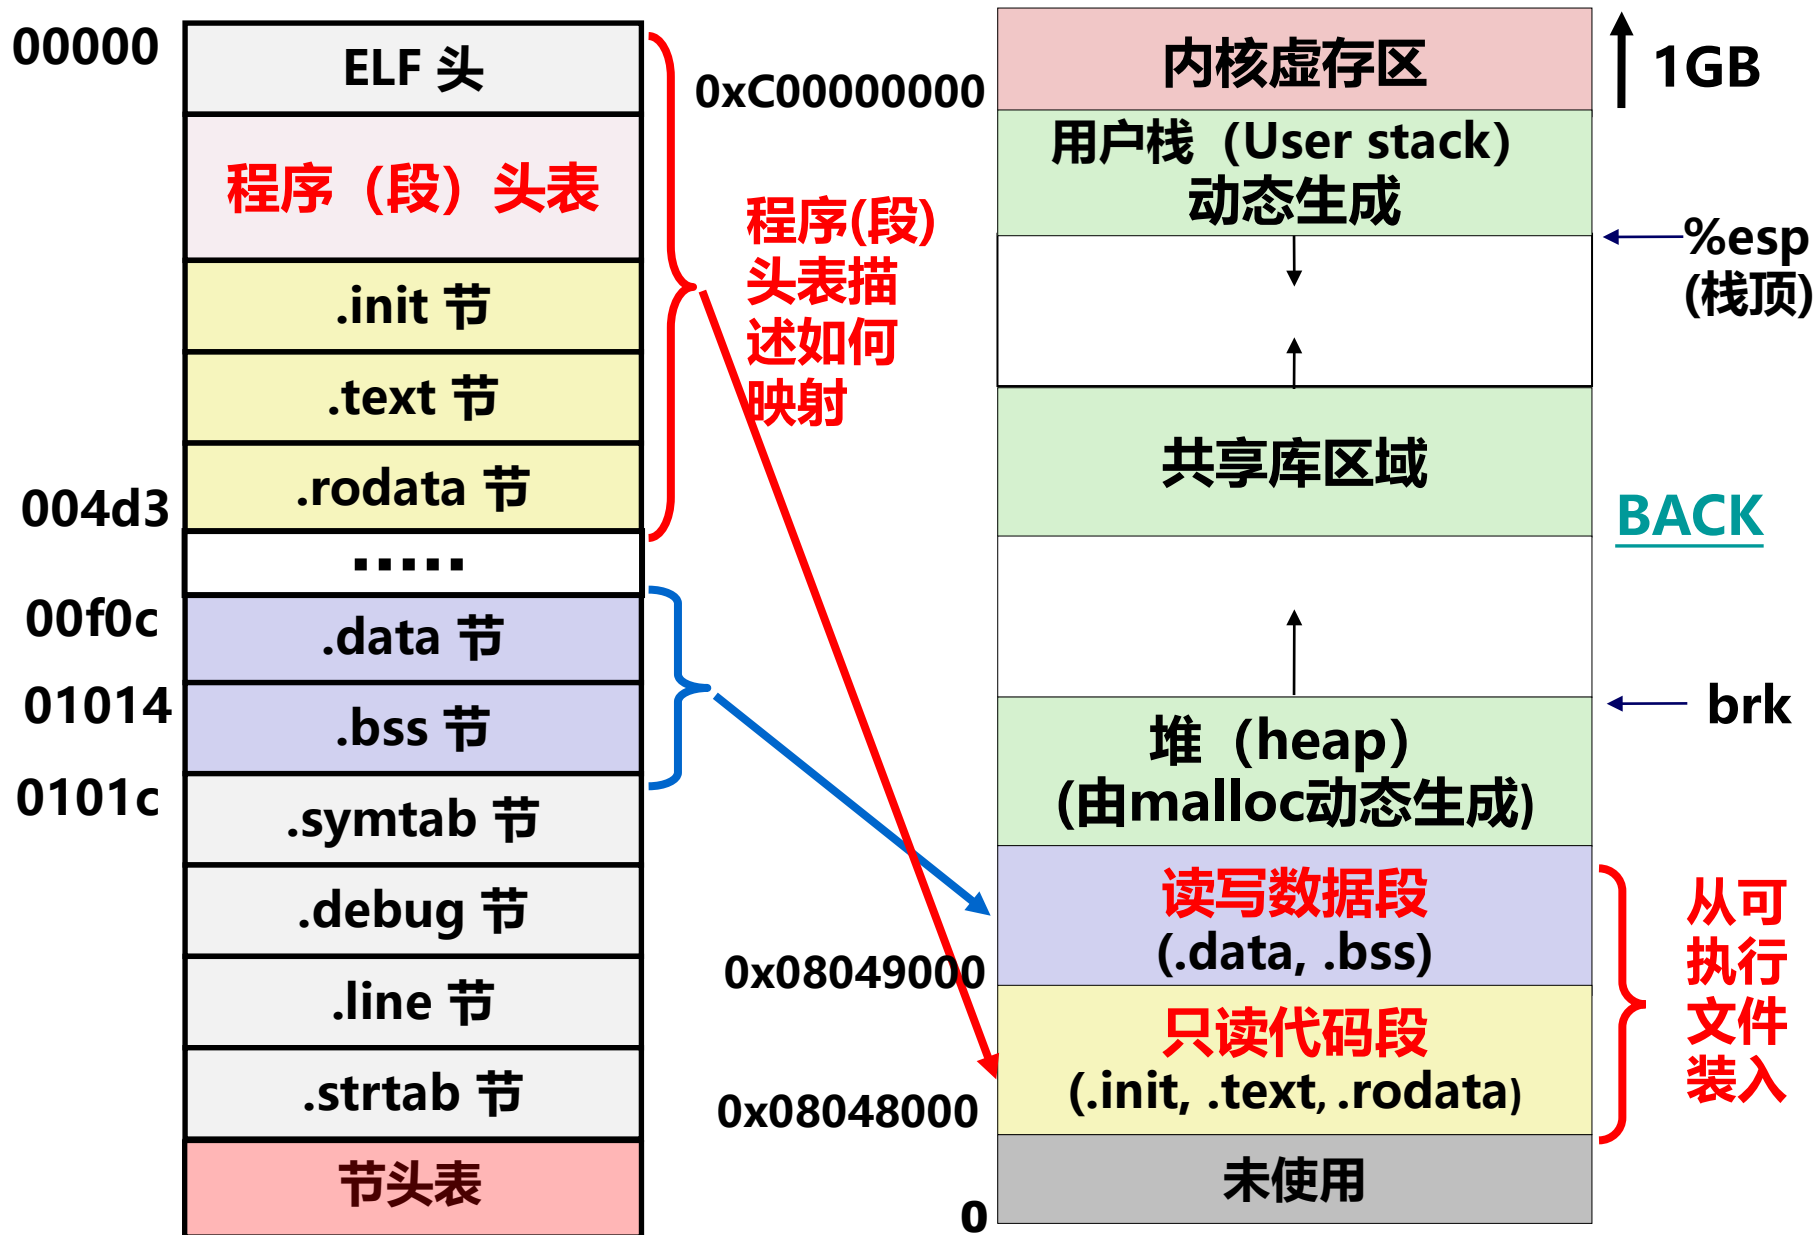 00000
ELF 头
程序（段）头表
.init 节
.text 节
.rodata 节
004d3
·····
00f0c
.data 节
01014
.bss 节
0101c
.symtab 节
.debug 节
.line 节
.strtab 节
节头表
程序(段)
头表描
述如何
映射
0xC00000000
内核虚存区
1GB
用户栈（User stack）
动态生成
%esp
(栈顶)
共享库区域
BACK
brk
堆（heap）
(由malloc动态生成)
读写数据段
(.data, .bss)
0x08049000
只读代码段
(.init, .text, .rodata)
0x08048000
从可
执行
文件
装入
未使用
0